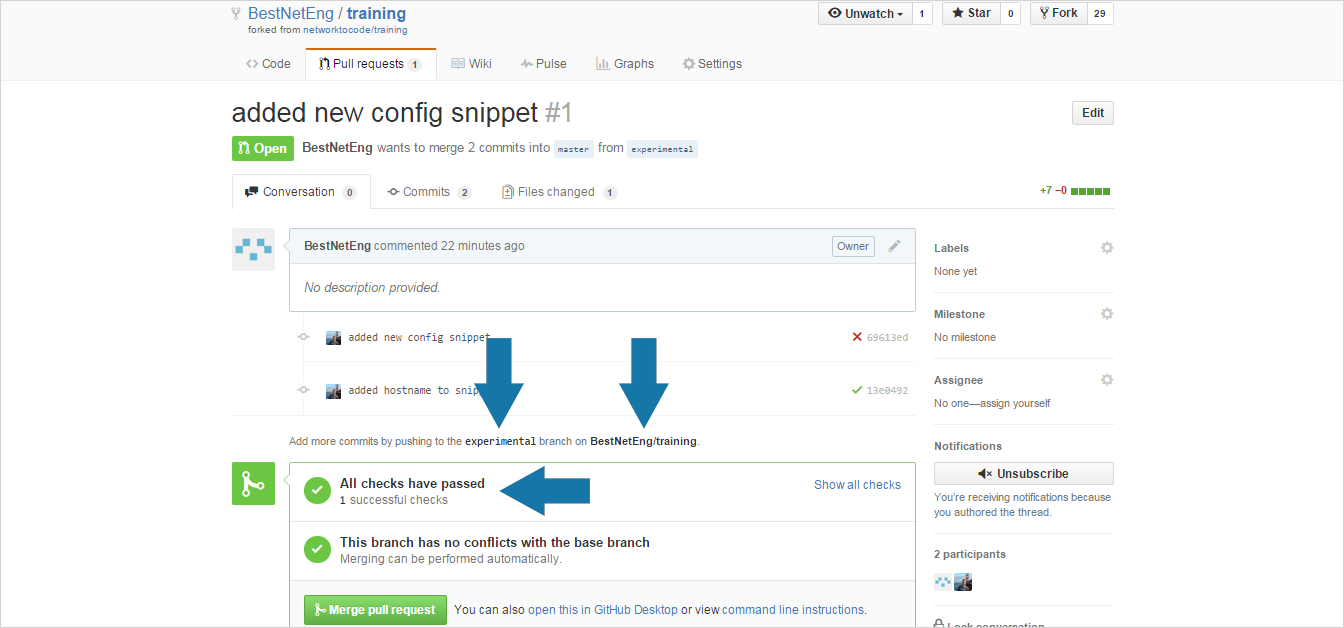 BestNetEng / training
Unwatch 1 Star 0 Fork 29
forked from networktocode/training
Code Pull requests 1 Wiki Pulse Graphs Settings
added new config snippet #1
Edit
Open BestNetEng wants to merge 2 commits into master from experimental
Conversation 0 Commits 2 Files changed 1
+7 −0
BestNetEng commented 22 minutes ago
Owner
No description provided.
added new config snippet
69613ed
added hostname to snip
13e0492
Add more commits by pushing to the experimental branch on BestNetEng/training.
All checks have passed
1 successful checks
Show all checks
This branch has no conflicts with the base branch
Merging can be performed automatically.
Merge pull request You can also open this in GitHub Desktop or view command line instructions.
Labels
None yet
Milestone
No milestone
Assignee
No one—assign yourself
Notifications
Unsubscribe
You're receiving notifications because
you authored the thread.
2 participants
Lock conversation